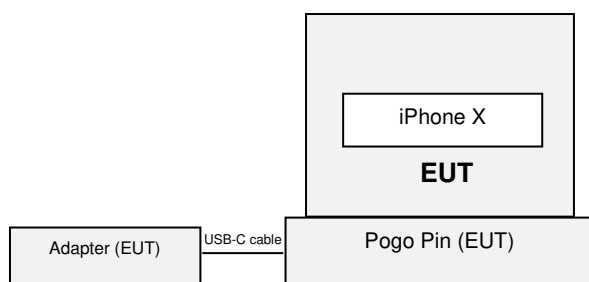 iPhone X
EUT
Pogo Pin (EUT)
USB-C cable
Adapter (EUT)